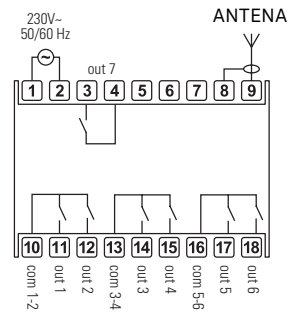 230V~
50/60 Hz
ANTENA
~
out 7
1 2 3 4 5 6 7 8 9
10 11 12 13 14 15 16 17 18
com 1-2
out 1
out 2
com 3-4
out 3
out 4
com 5-6
out 5
out 6